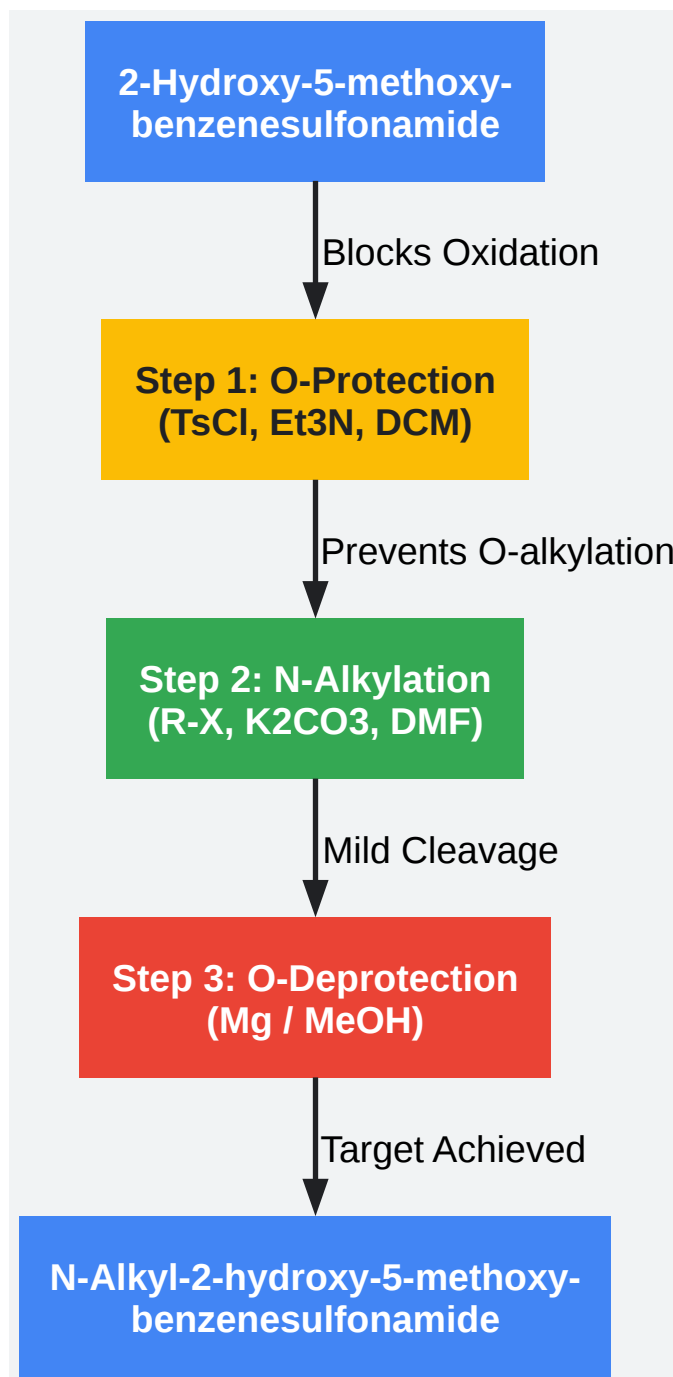 2-Hydroxy-5-methoxy-
benzenesulfonamide
Blocks Oxidation
Step 1: O-Protection
(TsCl, Et3N, DCM)
Prevents O-alkylation
Step 2: N-Alkylation
(R-X, K2CO3, DMF)
Mild Cleavage
Step 3: O-Deprotection
(Mg / MeOH)
Target Achieved
N-Alkyl-2-hydroxy-5-methoxy-
benzenesulfonamide